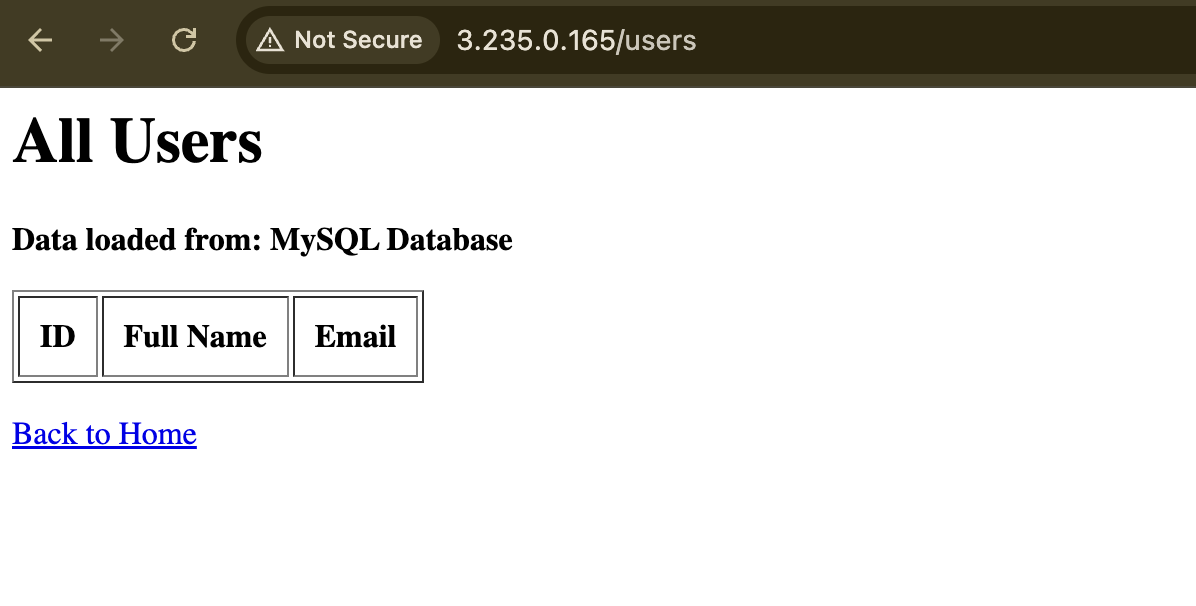 Not Secure 3.235.0.165/users
All Users
Data loaded from: MySQL Database
ID Full Name Email
Back to Home